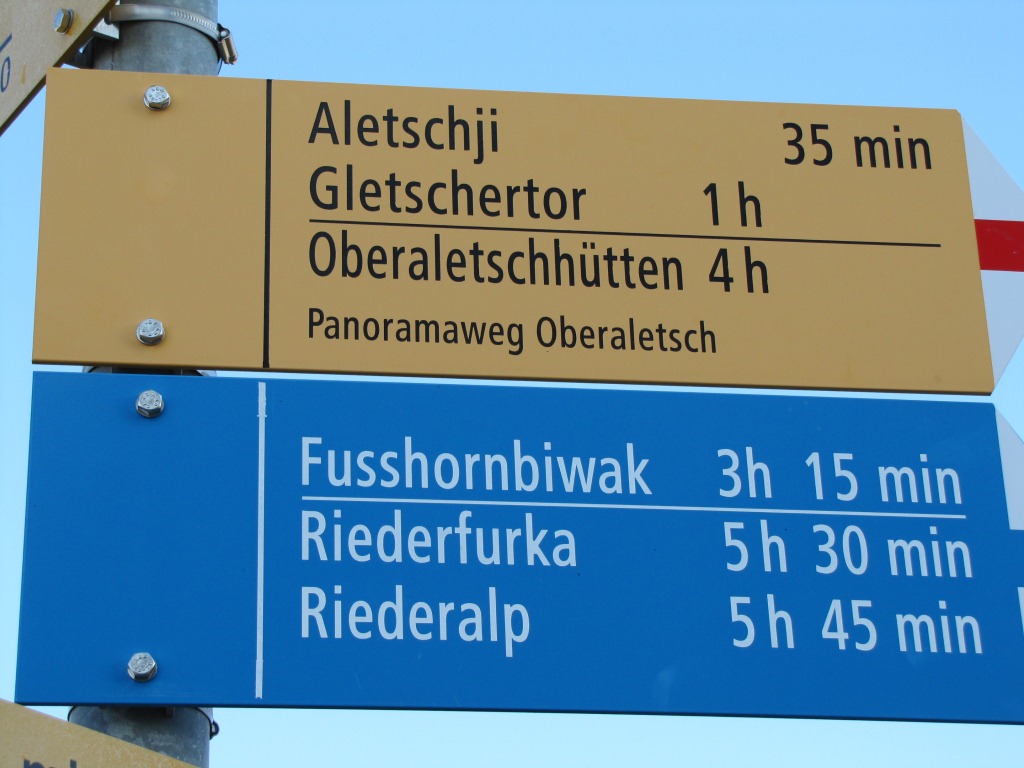 Aletschji 35 min
Gletschertor 1 h
Oberaletschhütten 4 h
Panoramaweg Oberaletsch
Fusshornbiwak 3h 15 min
Riederfurka 5 h 30 min
Riederalp 5 h 45 min